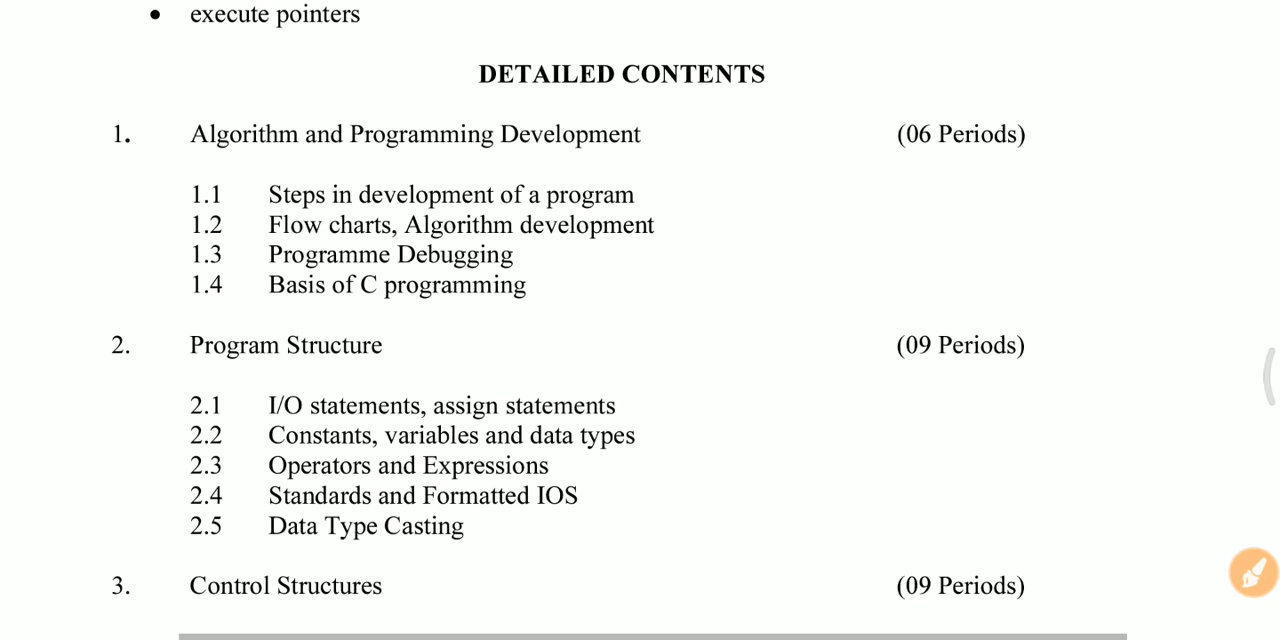 • execute pointers
DETAILED CONTENTS
1. Algorithm and Programming Development (06 Periods)
1.1 Steps in development of a program
1.2 Flow charts, Algorithm development
1.3 Programme Debugging
1.4 Basis of C programming
2. Program Structure (09 Periods)
2.1 I/O statements, assign statements
2.2 Constants, variables and data types
2.3 Operators and Expressions
2.4 Standards and Formatted IOS
2.5 Data Type Casting
3. Control Structures (09 Periods)